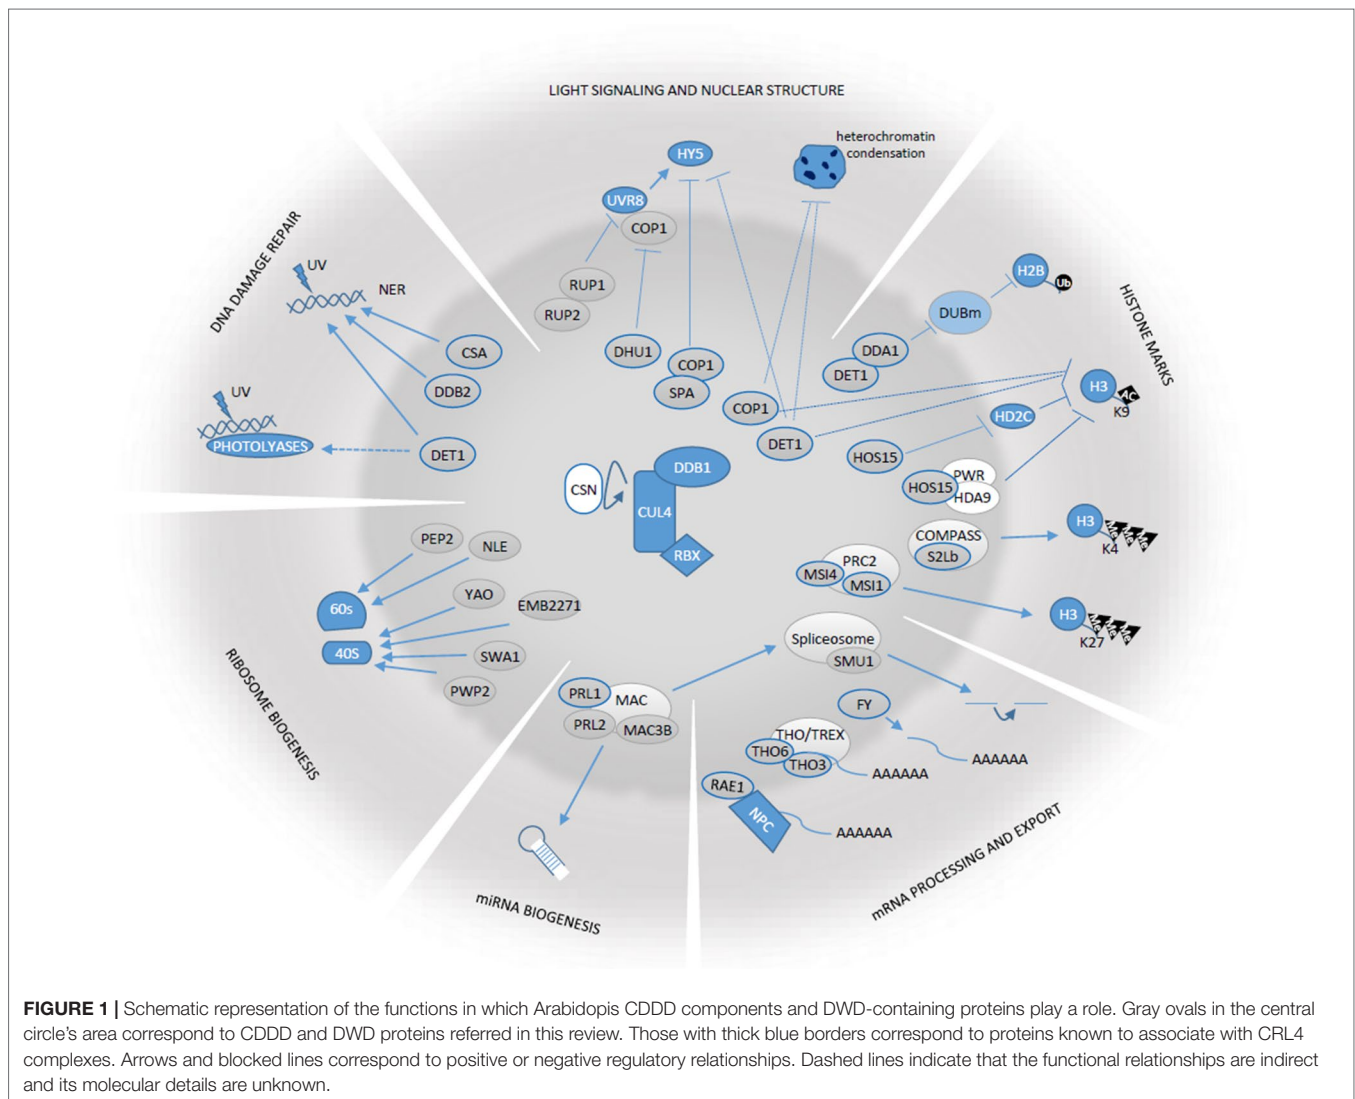 LIGHT SIGNALING AND NUCLEAR STRUCTURE
heterochromatin
condensation
HY5
UVR8
COP1
RUP1
RUP2
DHU1
COP1
SPA
COP1
DET1
DNA DAMAGE REPAIR
UV
NER
CSA
DDB2
UV
PHOTOLYASES
DET1
HISTONE MARKS
H2B
Ub
DUBm
DDA1
DET1
H3
AC
K9
HD2C
HOS15
PWR
HOS15
HDA9
COMPASS
S2Lb
H3
Me
Me
Me
K4
PRC2
MSI4
MSI1
H3
Me
Me
Me
K27
CSN
DDB1
CUL4
RBX
RIBOSOME BIOGENESIS
PEP2
NLE
YAO
EMB2271
60s
40S
SWA1
PWP2
miRNA BIOGENESIS
PRL1
MAC
PRL2
MAC3B
mRNA PROCESSING AND EXPORT
Spliceosome
SMU1
FY
AAAAAA
THO/TREX
THO6
THO3
AAAAAA
RAE1
NPC
AAAAAA
FIGURE 1 | Schematic representation of the functions in which Arabidopis CDDD components and DWD-containing proteins play a role. Gray ovals in the central
circle's area correspond to CDDD and DWD proteins referred in this review. Those with thick blue borders correspond to proteins known to associate with CRL4
complexes. Arrows and blocked lines correspond to positive or negative regulatory relationships. Dashed lines indicate that the functional relationships are indirect
and its molecular details are unknown.